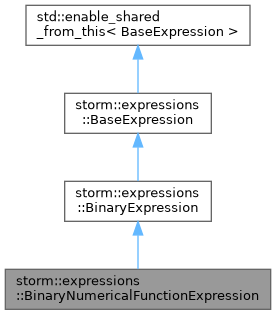 std::enable_shared
_from_this< BaseExpression >
storm::expressions
::BaseExpression
storm::expressions
::BinaryExpression
storm::expressions
::BinaryNumericalFunctionExpression